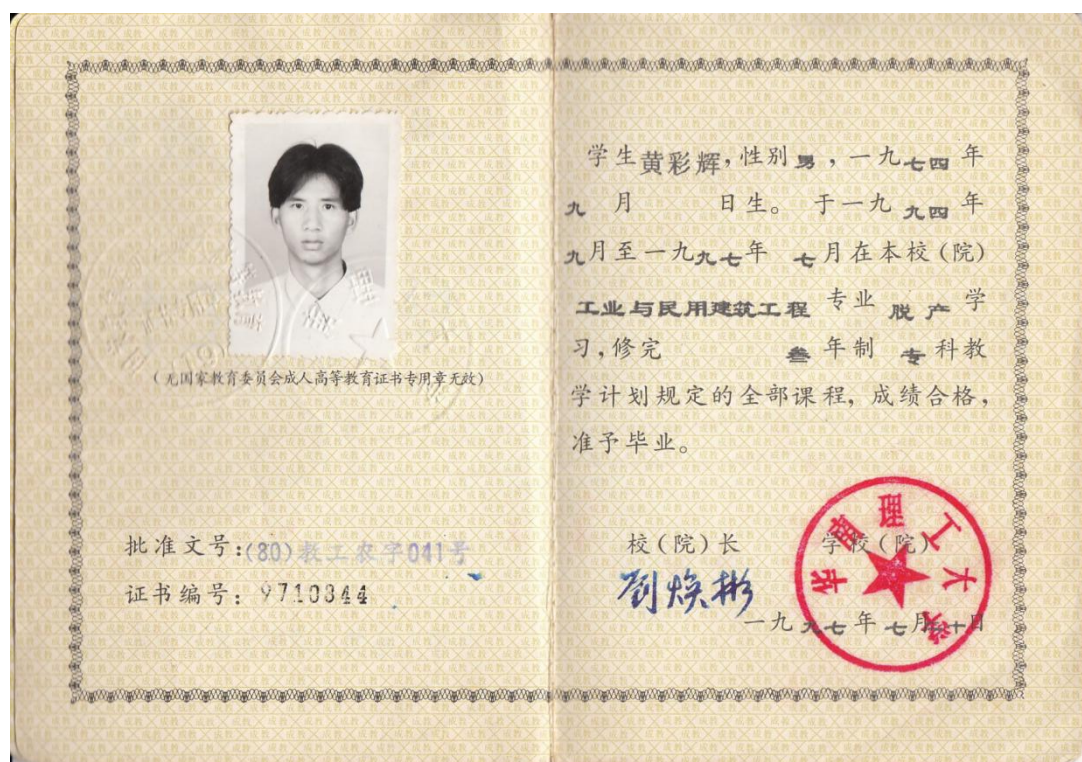 (无国家教育委员会成人高等教育证书专用章无效)
批准文号:(80)教工农字041号
证书编号: 9710344
学生黄彩辉,性别男,一九七四年
九月 日生。于一九九四年
九月至一九九七年 七月在本校(院)
工业与民用建筑工程 专业 脱产 学
习,修完 叁年制 专科教
学计划规定的全部课程,成绩合格,
准予毕业。
校(院)长 学校(院)
刘焕彬
华南理工大学
一九九七年七月 十日